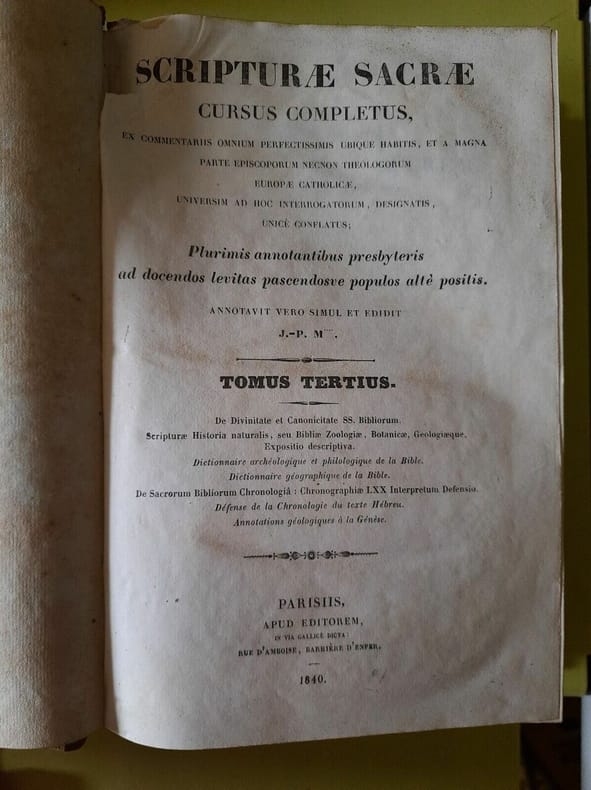 SCRIPTURÆ SACRÆ
CURSUS COMPLETUS,
EX COMMENTARIIS OMNIUM PERFECTISSIMIS UBIQUE HABITIS, ET A MAGNA
PARTE EPISCOPORUM NECNON THEOLOGORUM
EUROPÆ CATHOLICÆ,
UNIVERSIM AD HOC INTERROGATORUM, DESIGNATIS,
UNICÈ CONFLATUS;
Plurimis annotantibus presbyteris
ad docendos levitas pascendosve populos altè positis.
ANNOTAVIT VERO SIMUL ET EDIDIT
J.-P. M****.
TOMUS TERTIUS.
De Divinitate et Canonicitate SS. Bibliorum.
Scripturæ Historia naturalis, seu Bibliæ Zoologiæ, Botanicæ, Geologiæque,
Expositio descriptiva.
Dictionnaire archéologique et philologique de la Bible.
Dictionnaire géographique de la Bible.
De Sacrorum Bibliorum Chronologiâ : Chronographiæ LXX Interpretum Defensio.
Défense de la Chronologie du texte Hébreu.
Annotations géologiques à la Génèse.
PARISIIS,
APUD EDITOREM,
IN VIA GALLICÈ DICTA:
RUE D'AMBOISE, BARRIÈRE D'ENFER,
1840.